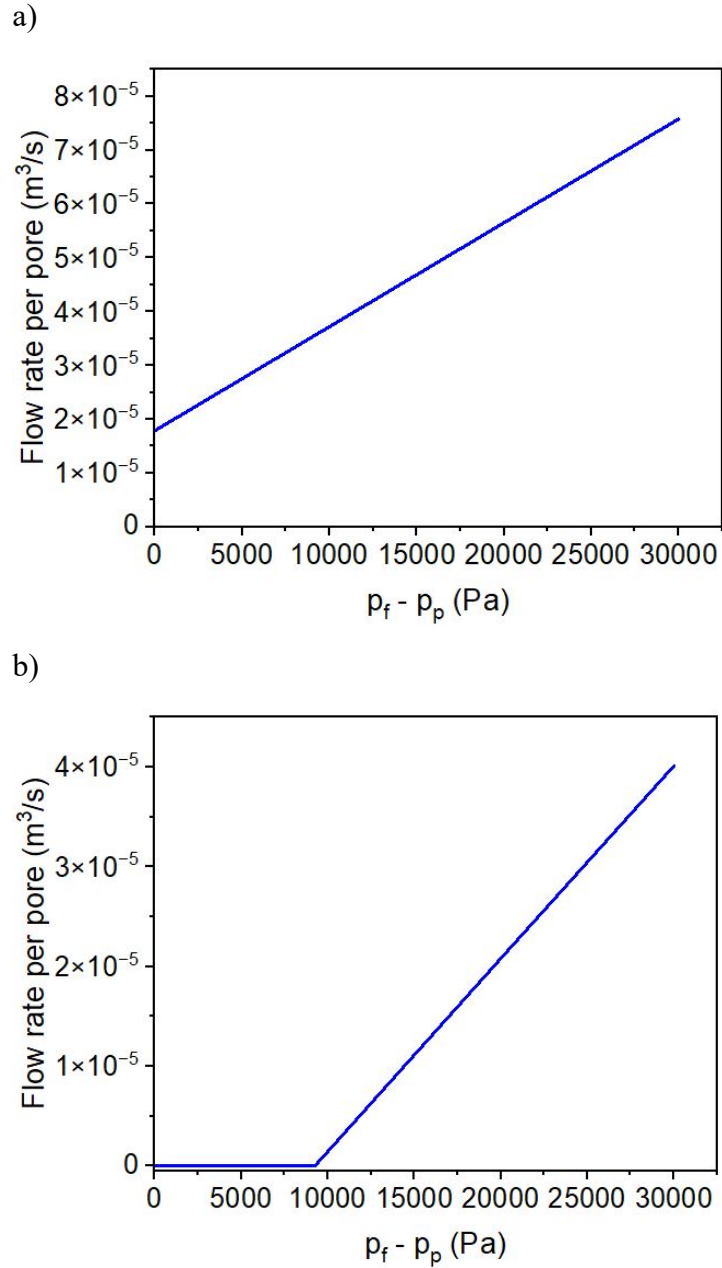 a)
8×10⁻⁵
7×10⁻⁵
6×10⁻⁵
5×10⁻⁵
4×10⁻⁵
3×10⁻⁵
2×10⁻⁵
1×10⁻⁵
0
Flow rate per pore (m³/s)
0 5000 10000 15000 20000 25000 30000
p_f - p_p (Pa)
b)
4×10⁻⁵
3×10⁻⁵
2×10⁻⁵
1×10⁻⁵
0
Flow rate per pore (m³/s)
0 5000 10000 15000 20000 25000 30000
p_f - p_p (Pa)